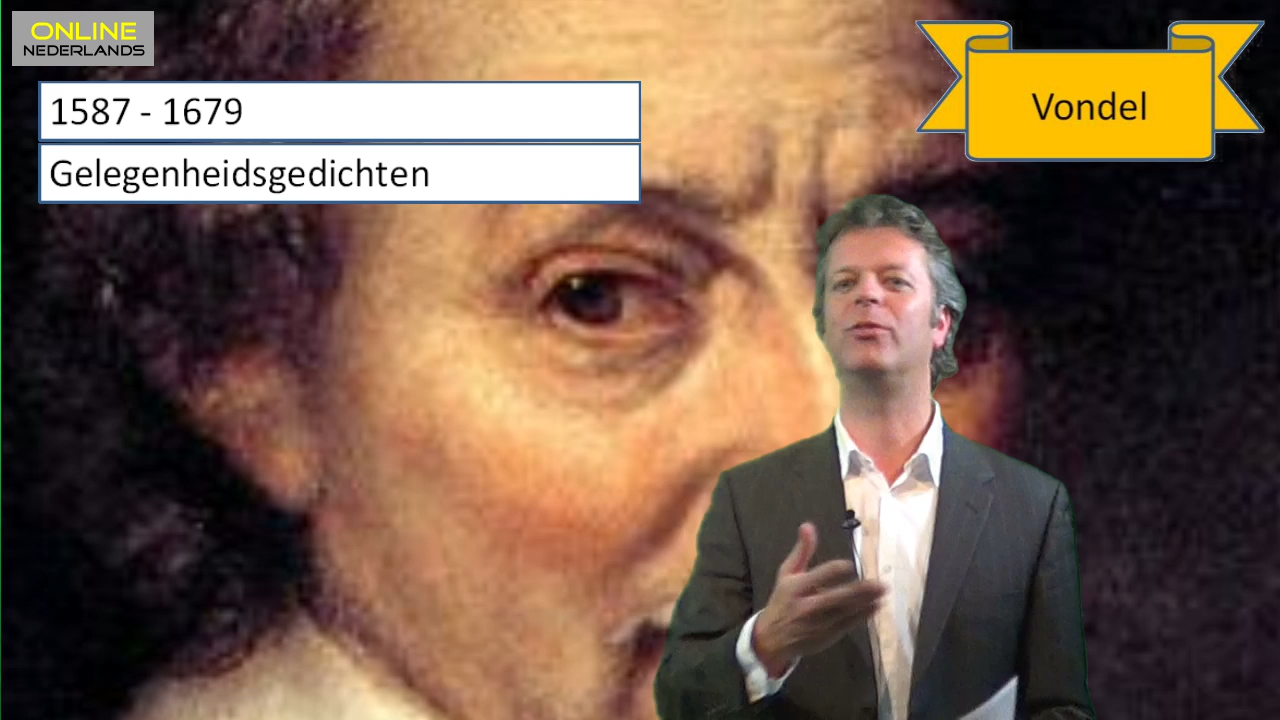 ONLINE
NEDERLANDS
1587 - 1679
Gelegenheidsgedichten
Vondel